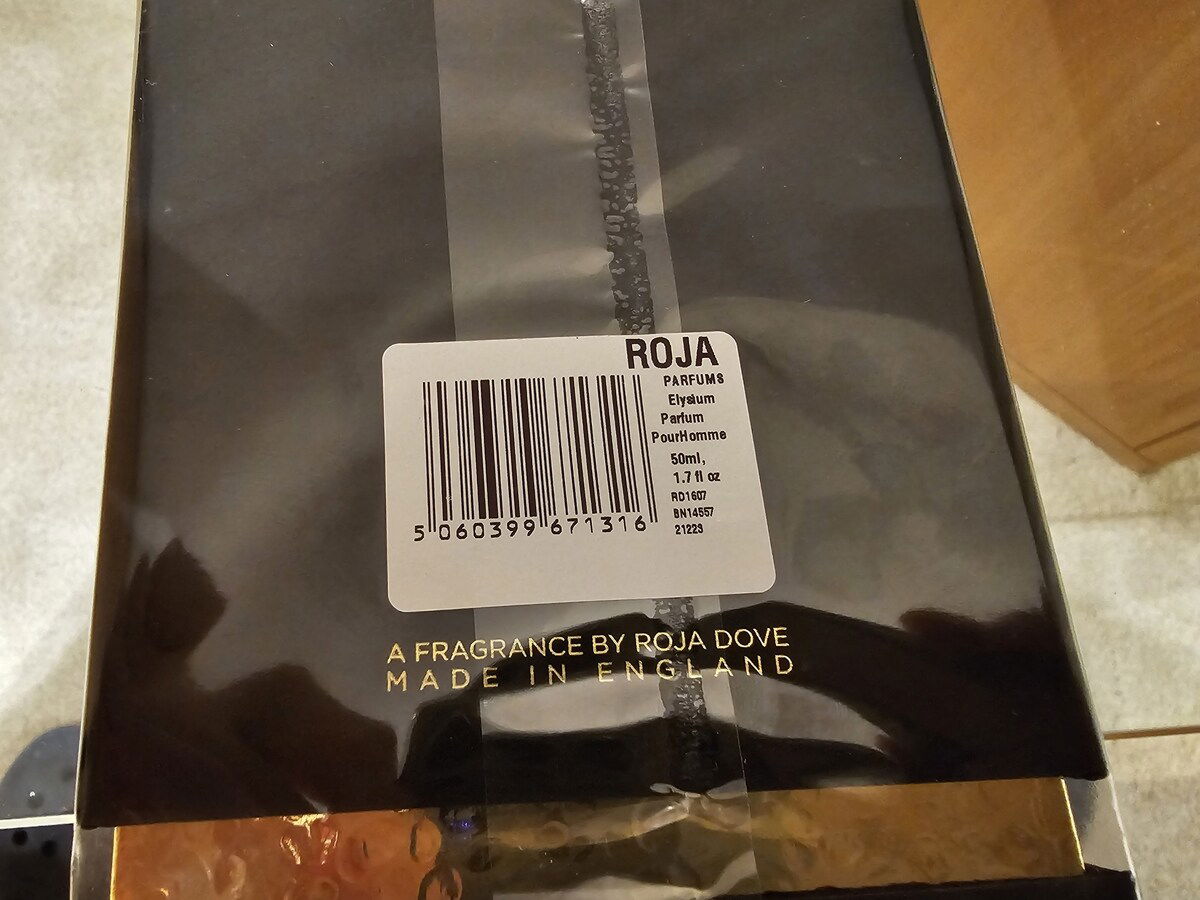 ROJA
PARFUMS
Elysium
Parfum
PourHomme
50ml,
1.7 fl oz
RD1607
BN14557
21223
5 060399 671316
A FRAGRANCE BY ROJA DOVE
MADE IN ENGLAND